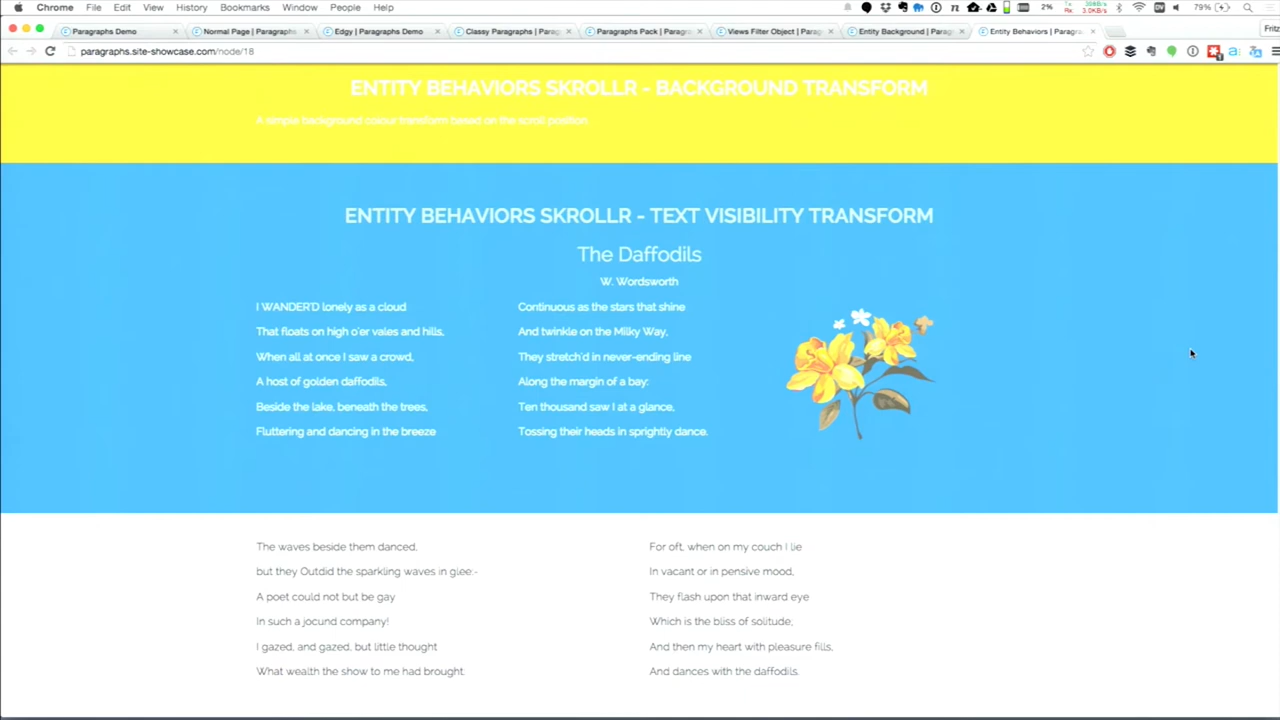 Chrome File Edit View History Bookmarks Window People Help
2% Tx: Rx: 3.0KB/s 79%
Paragraphs Demo Normal Page | Paragraphs Edgy | Paragraphs Demo Classy Paragraphs | Parag Paragraphs Pack | Paragr Views Filter Object | Parag Entity Background | Parag Entity Behaviors | Paragra Fritz
paragraphs.site-showcase.com/node/18
ENTITY BEHAVIORS SKROLLR - BACKGROUND TRANSFORM
A simple background colour transform based on the scroll position
ENTITY BEHAVIORS SKROLLR - TEXT VISIBILITY TRANSFORM
The Daffodils
W. Wordsworth
I WANDER'D lonely as a cloud
That floats on high o'er vales and hills,
When all at once I saw a crowd,
A host of golden daffodils,
Beside the lake, beneath the trees,
Fluttering and dancing in the breeze
Continuous as the stars that shine
And twinkle on the Milky Way,
They stretch'd in never-ending line
Along the margin of a bay:
Ten thousand saw I at a glance,
Tossing their heads in sprightly dance.
The waves beside them danced,
but they Outdid the sparkling waves in glee:-
A poet could not but be gay
In such a jocund company!
I gazed, and gazed, but little thought
What wealth the show to me had brought:
For oft, when on my couch I lie
In vacant or in pensive mood,
They flash upon that inward eye
Which is the bliss of solitude;
And then my heart with pleasure fills,
And dances with the daffodils.